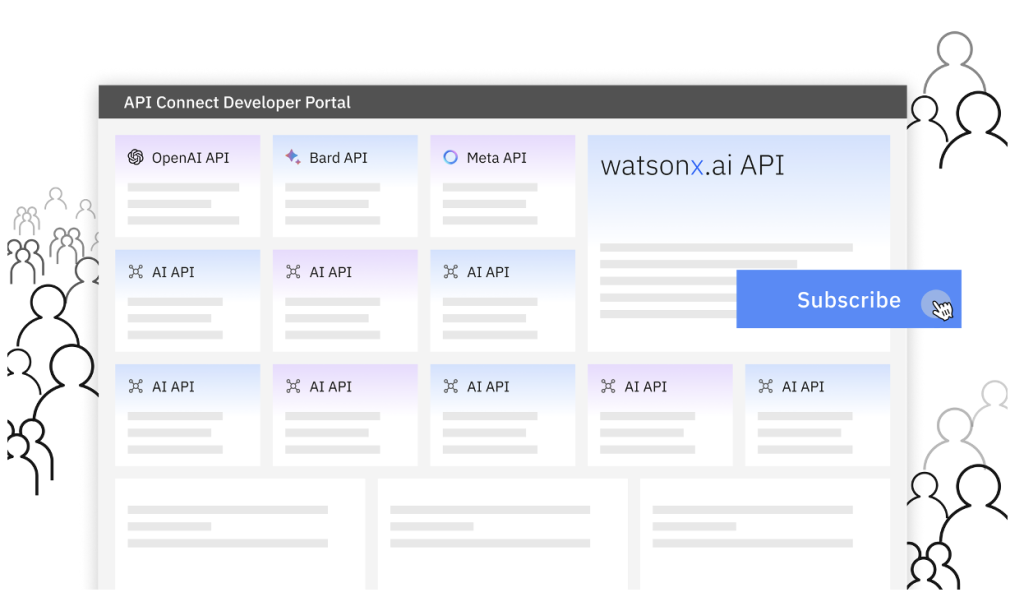 API Connect Developer Portal
OpenAI API
Bard API
Meta API
watsonx.ai API
AI API
AI API
AI API
Subscribe
AI API
AI API
AI API
AI API
AI API